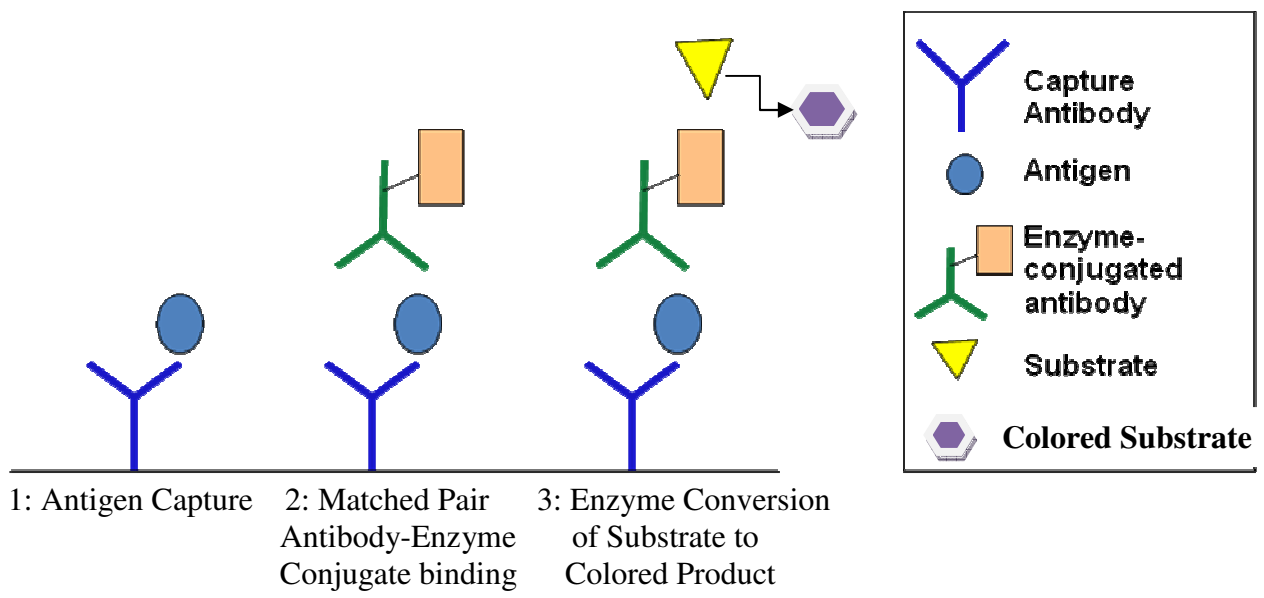 Capture
Antibody
Antigen
Enzyme-
conjugated
antibody
Substrate
Colored Substrate
1: Antigen Capture
2: Matched Pair
Antibody-Enzyme
Conjugate binding
3: Enzyme Conversion
of Substrate to
Colored Product